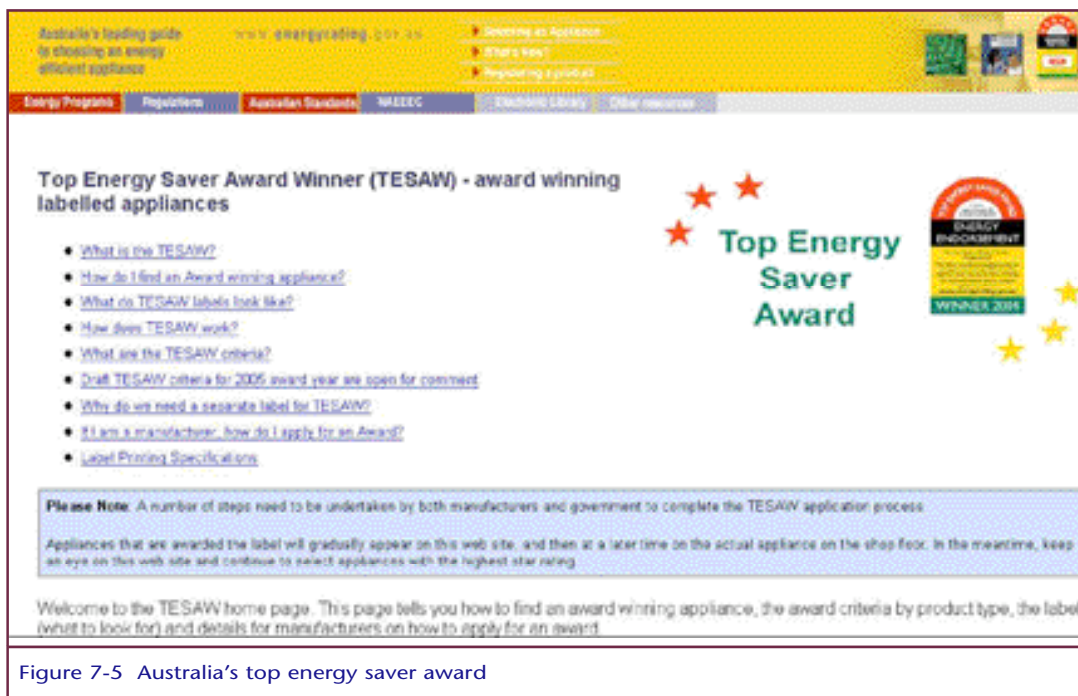 Australia's leading guide
to choosing an energy
efficient appliance
www.energyrating.gov.au
Selecting an Appliance
What's New?
Registering a product
Energy Programs Regulations Australian Standards NAEEEC Electronic Library Other resources
Top Energy Saver Award Winner (TESAW) - award winning
labelled appliances
What is the TESAW?
How do I find an Award winning appliance?
What do TESAW labels look like?
How does TESAW work?
What are the TESAW criteria?
Draft TESAW criteria for 2005 award year are open for comment
Why do we need a separate label for TESAW?
If I am a manufacturer, how do I apply for an Award?
Label Printing Specifications
Top Energy
Saver
Award
TOP ENERGY SAVER AWARD
ENERGY
ENDORSEMENT
WINNER 2005
Please Note: A number of steps need to be undertaken by both manufacturers and government to complete the TESAW application process
Appliances that are awarded the label will gradually appear on this web site, and then at a later time on the actual appliance on the shop floor. In the meantime, keep
an eye on this web site and continue to select appliances with the highest star rating
Welcome to the TESAW home page. This page tells you how to find an award winning appliance, the award criteria by product type, the label
(what to look for) and details for manufacturers on how to apply for an award.
Figure 7-5 Australia's top energy saver award